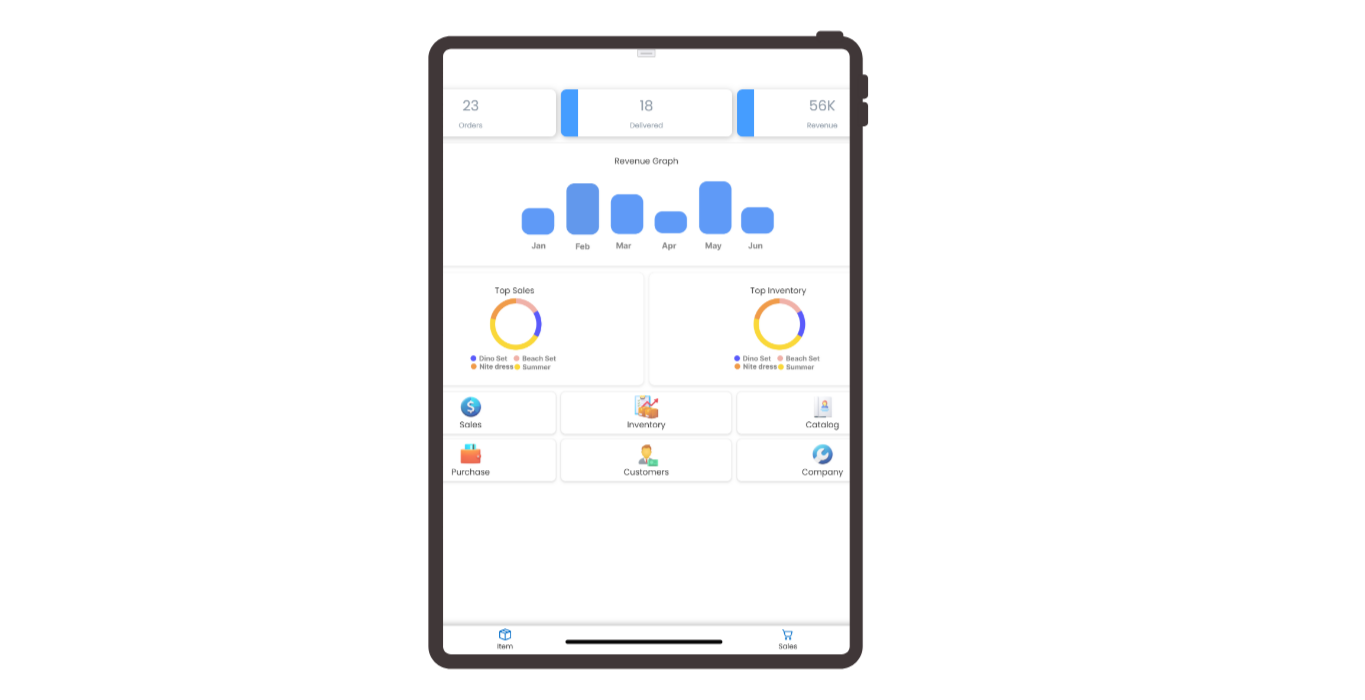 23 18 56K
Orders Delivered Revenue
Revenue Graph
Jan Feb Mar Apr May Jun
Top Sales Top Inventory
Dino Set Beach Set Dino Set Beach Set
Nite dress Summer Nite dress Summer
Sales Inventory Catalog
Purchase Customers Company
Item Sales